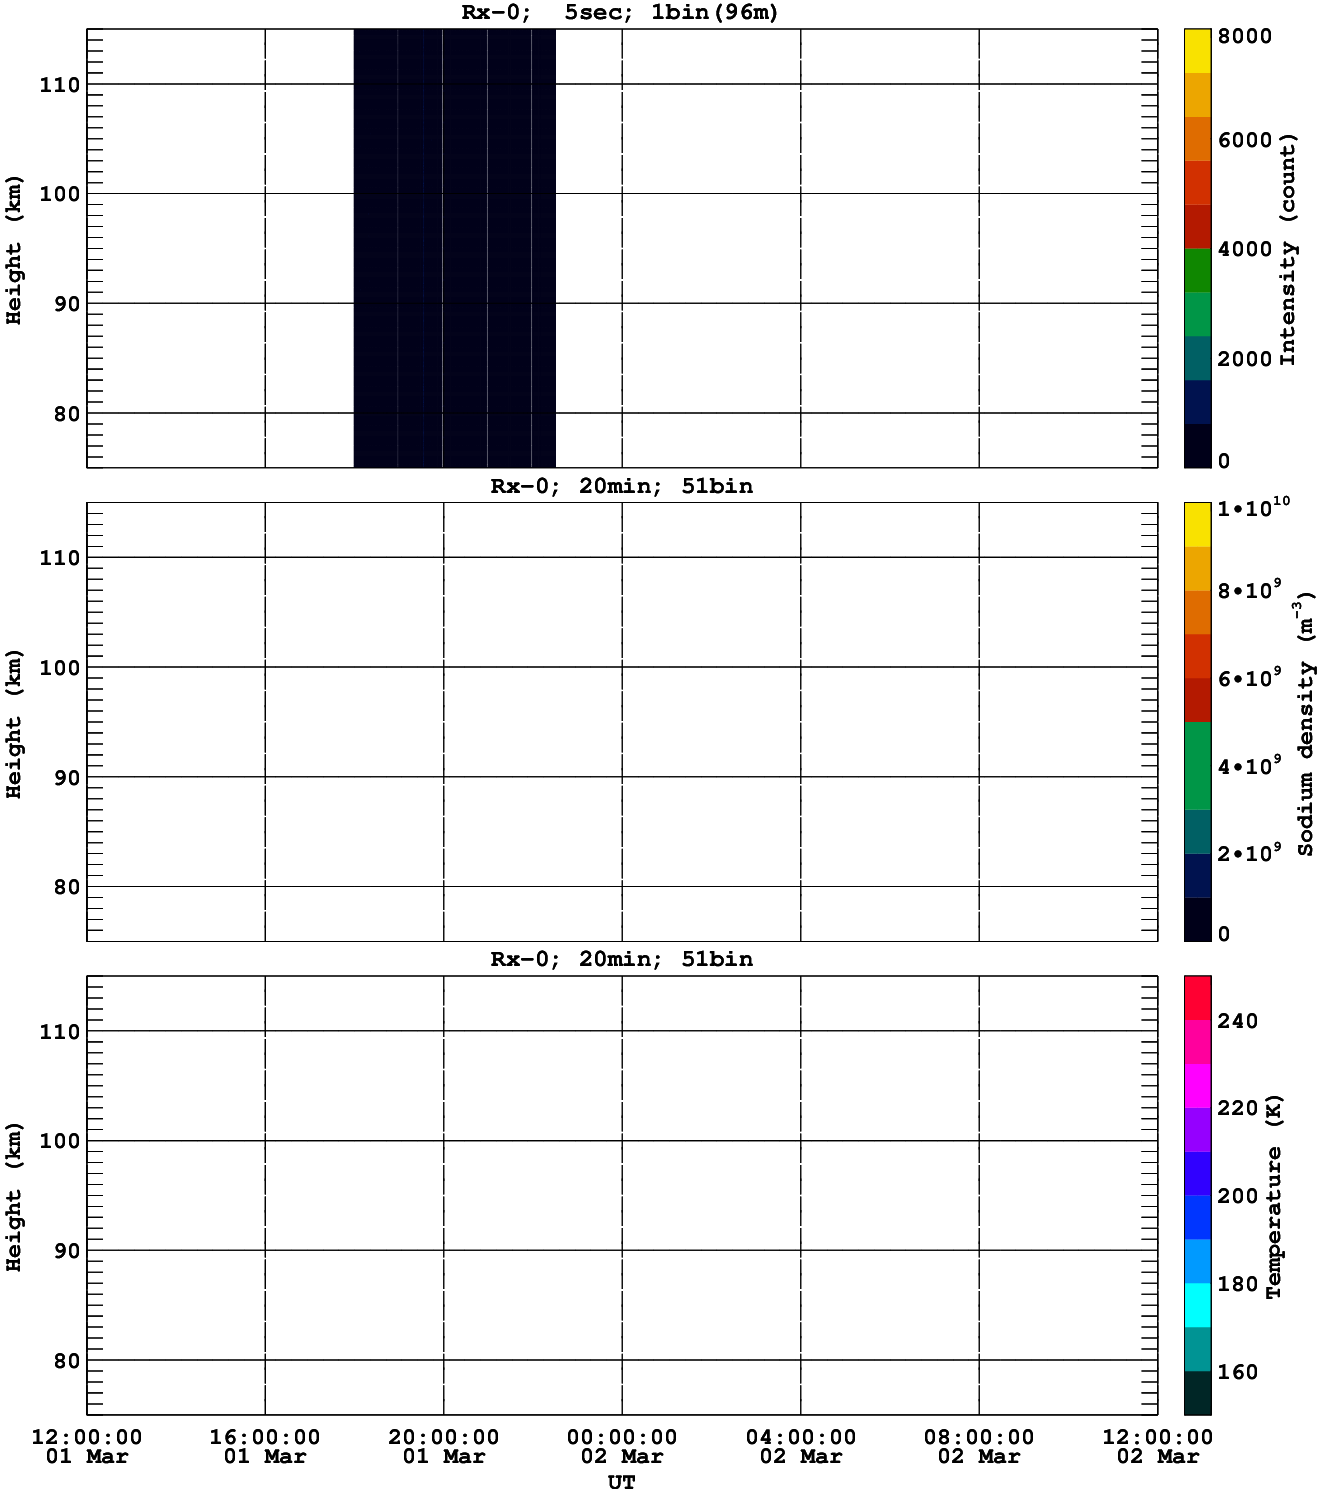 Rx-0;  5sec; 1bin(96m)
110
100
90
80
Height (km)
8000
6000
4000
2000
0
Intensity (count)
Rx-0; 20min; 51bin
110
100
90
80
Height (km)
1•10¹⁰
8•10⁹
6•10⁹
4•10⁹
2•10⁹
0
Sodium density (m⁻³)
Rx-0; 20min; 51bin
110
100
90
80
Height (km)
240
220
200
180
160
Temperature (K)
12:00:00 16:00:00 20:00:00 00:00:00 04:00:00 08:00:00 12:00:00
01 Mar 01 Mar 01 Mar 02 Mar 02 Mar 02 Mar 02 Mar
UT